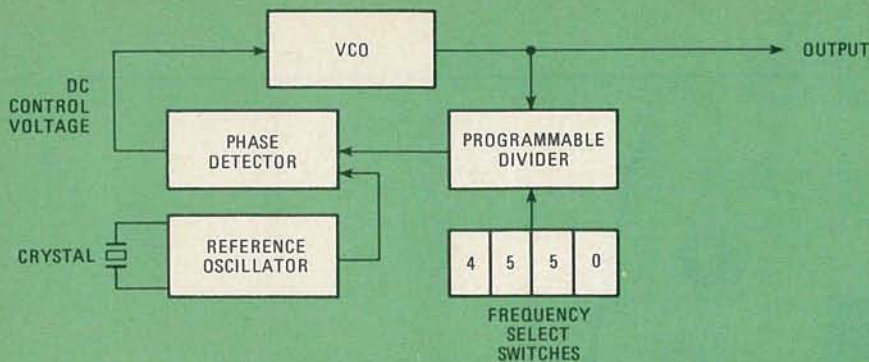 VCO
OUTPUT
DC
CONTROL
VOLTAGE
PHASE
DETECTOR
PROGRAMMABLE
DIVIDER
CRYSTAL
REFERENCE
OSCILLATOR
4 5 5 0
FREQUENCY
SELECT
SWITCHES